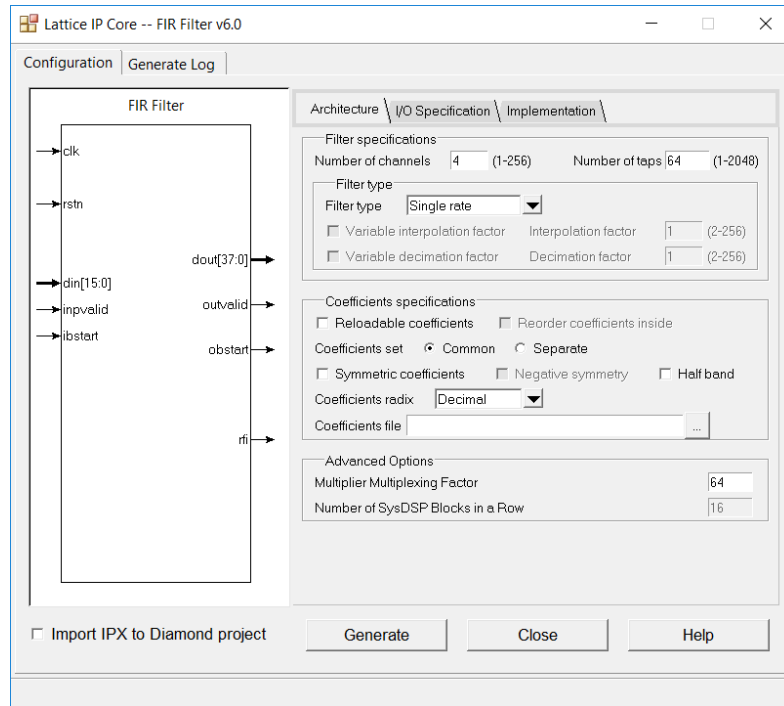 Lattice IP Core -- FIR Filter v6.0
Configuration Generate Log
FIR Filter
clk
rstn
dout[37:0]
din[15:0]
inpvalid
outvalid
ibstart
obstart
rfi
Architecture I/O Specification Implementation
Filter specifications
Number of channels 4 (1-256) Number of taps 64 (1-2048)
Filter type
Filter type Single rate
Variable interpolation factor Interpolation factor 1 (2-256)
Variable decimation factor Decimation factor 1 (2-256)
Coefficients specifications
Reloadable coefficients Reorder coefficients inside
Coefficients set Common Separate
Symmetric coefficients Negative symmetry Half band
Coefficients radix Decimal
Coefficients file ...
Advanced Options
Multiplier Multiplexing Factor 64
Number of SysDSP Blocks in a Row 16
Import IPX to Diamond project Generate Close Help